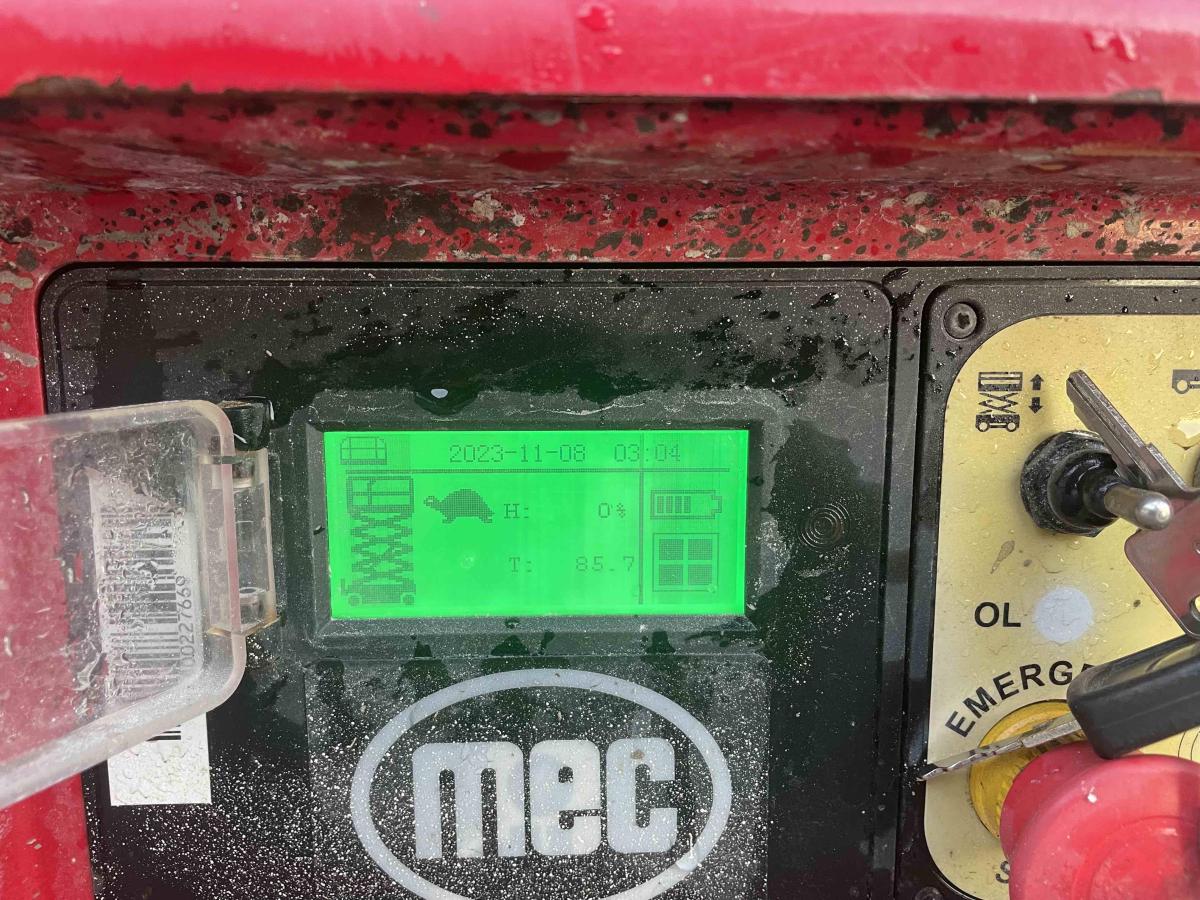 2023-11-08 03:04
H: 0%
T: 85.7
OL
EMERG
mec